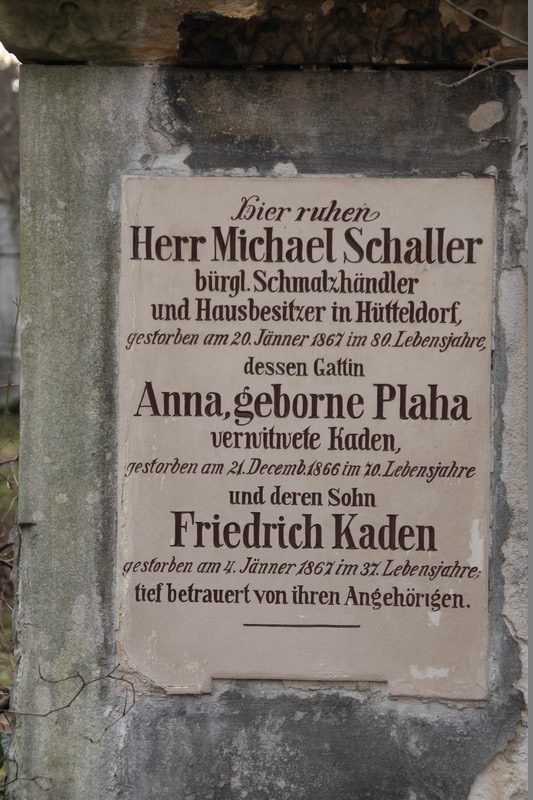 Hier ruhen
Herr Michael Schaller
bürgl. Schmalzhändler
und Hausbesitzer in Hütteldorf,
gestorben am 20. Jänner 1867 im 80. Lebensjahre,
dessen Gattin
Anna, geborne Plaha
verwitwete Kaden,
gestorben am 21. Decemb. 1866 im 70. Lebensjahre
und deren Sohn
Friedrich Kaden
gestorben am 4. Jänner 1867 im 37. Lebensjahre;
tief betrauert von ihren Angehörigen.